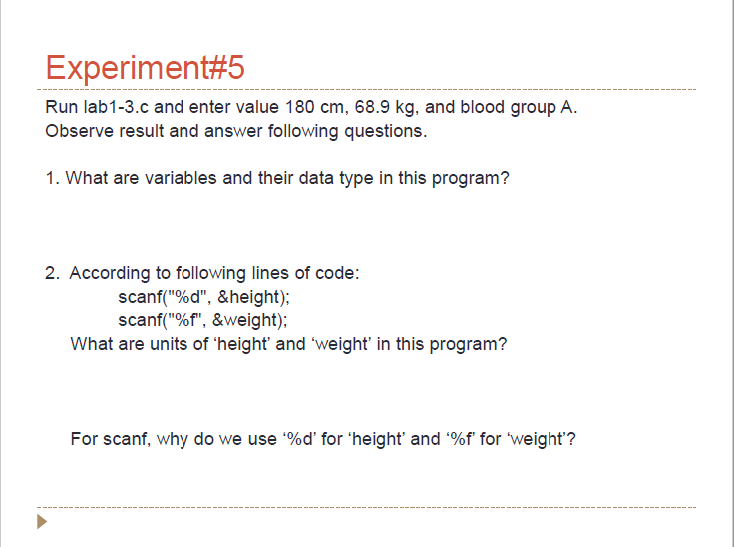 Experiment#5
Run lab1-3.c and enter value 180 cm, 68.9 kg, and blood group A.
Observe result and answer following questions.
1. What are variables and their data type in this program?
2. According to following lines of code:
scanf("%d", &height);
scanf("%f", &weight);
What are units of ‘height’ and ‘weight’ in this program?
For scanf, why do we use ‘%d’ for ‘height’ and ‘%f’ for ‘weight’?